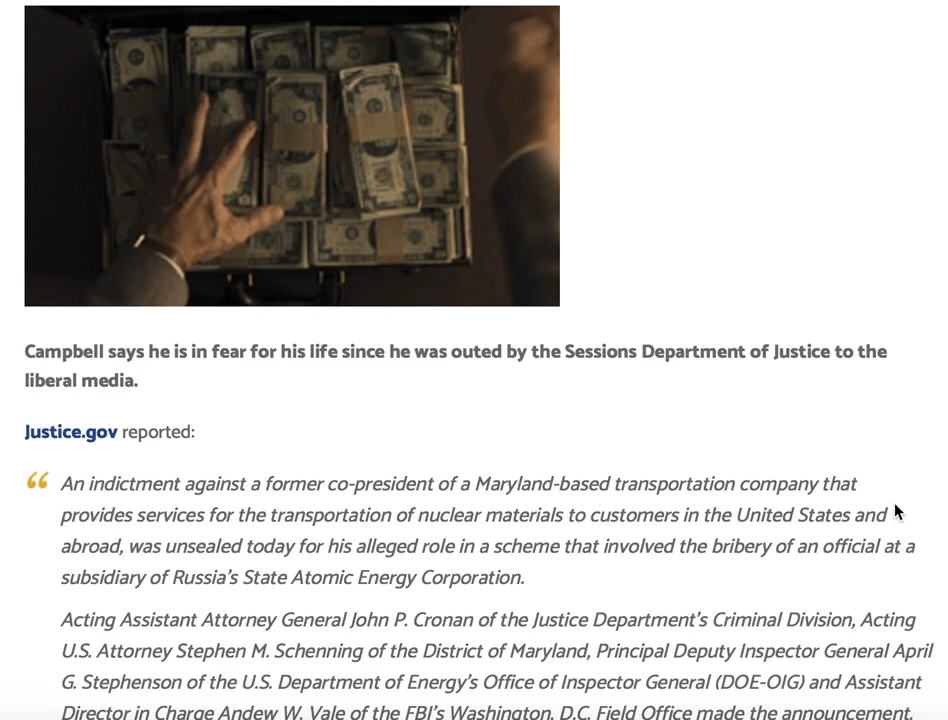 Campbell says he is in fear for his life since he was outed by the Sessions Department of Justice to the
liberal media.
Justice.gov reported:
“ An indictment against a former co-president of a Maryland-based transportation company that
provides services for the transportation of nuclear materials to customers in the United States and
abroad, was unsealed today for his alleged role in a scheme that involved the bribery of an official at a
subsidiary of Russia’s State Atomic Energy Corporation.
Acting Assistant Attorney General John P. Cronan of the Justice Department’s Criminal Division, Acting
U.S. Attorney Stephen M. Schenning of the District of Maryland, Principal Deputy Inspector General April
G. Stephenson of the U.S. Department of Energy’s Office of Inspector General (DOE-OIG) and Assistant
Director in Charge Andew W. Vale of the FBI’s Washington, D.C. Field Office made the announcement.